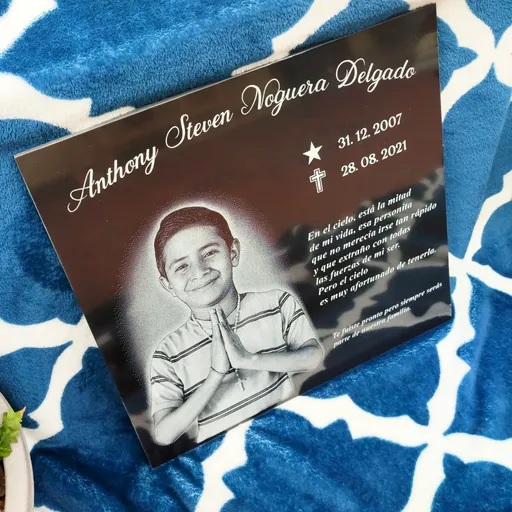 Anthony Steven Noguera Delgado
31. 12. 2007
28. 08. 2021
En el cielo, está la mitad
de mi vida, esa personita
que no merecía irse tan rápido
y que extraño con todas
las fuerzas de mi ser.
Pero el cielo
es muy afortunado de tenerla.
Te fuiste pronto pero siempre serás
parte de nuestra familia.